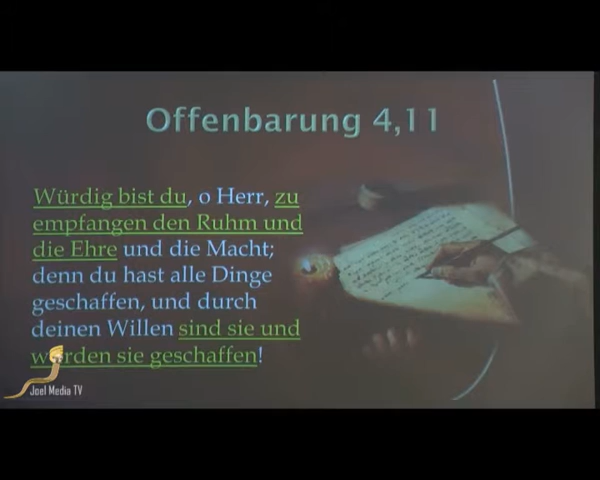 Offenbarung 4,11
Würdig bist du, o Herr, zu
empfangen den Ruhm und
die Ehre und die Macht;
denn du hast alle Dinge
geschaffen, und durch
deinen Willen sind sie und
wurden sie geschaffen!
Joel Media TV